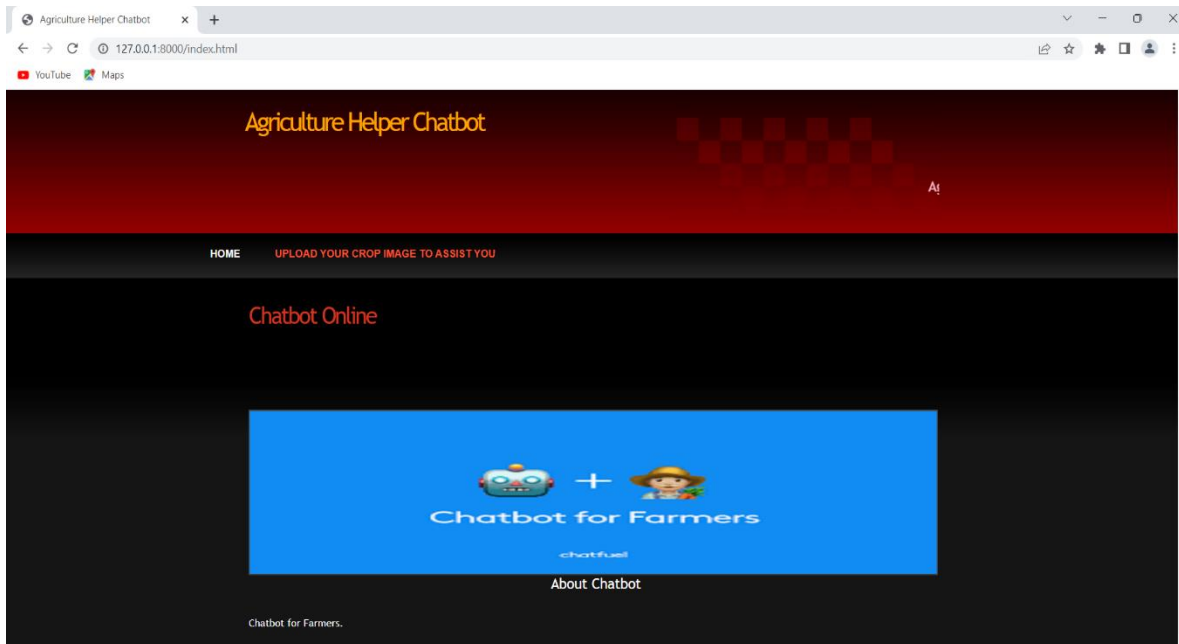 Agriculture Helper Chatbot
127.0.0.1:8000/index.html
YouTube Maps
Agriculture Helper Chatbot
HOME UPLOAD YOUR CROP IMAGE TO ASSIST YOU
Chatbot Online
Chatbot for Farmers
chatfuel
About Chatbot
Chatbot for Farmers.